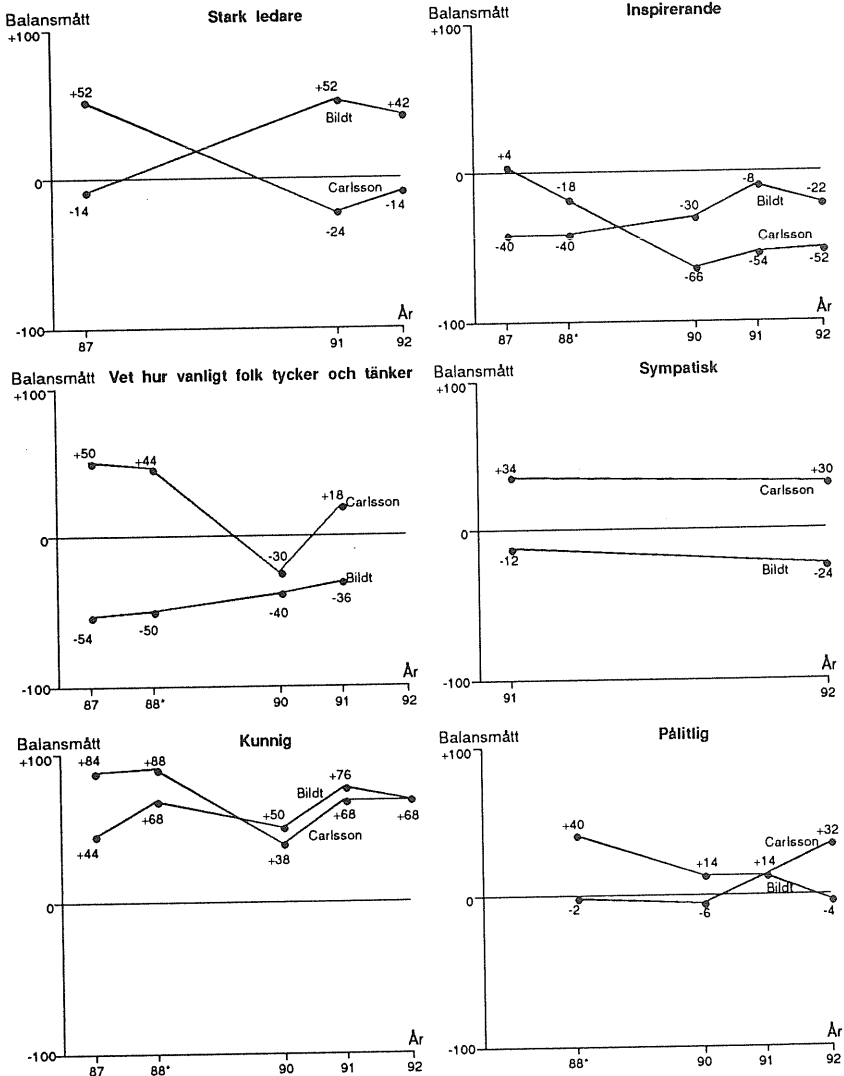 Balansmått Stark ledare
+100
+52
+52
+42
Bildt
0
Carlsson
-14
-14
-24
År
-100
87 91 92
Balansmått Inspirerande
+100
+4
-18
-8
-22
0
-30
Bildt
-40 -40
Carlsson
-54 -52
-66
År
-100
87 88* 90 91 92
Balansmått Vet hur vanligt folk tycker och tänker
+100
+50 +44
+18 Carlsson
0
-30
Bildt
-40 -36
-54 -50
År
-100
87 88* 90 91 92
Balansmått Sympatisk
+100
+34 +30
Carlsson
0
-12
Bildt -24
År
-100
91 92
Balansmått Kunnig
+100
+84 +88
+76
Bildt
+50
+68 +68 +68
Carlsson
+44 +38
0
År
-100
87 88* 90 91 92
Balansmått Pålitlig
+100
+40
+32
Carlsson
+14 +14
Bildt
0
-2 -6 -4
År
-100
88* 90 91 92